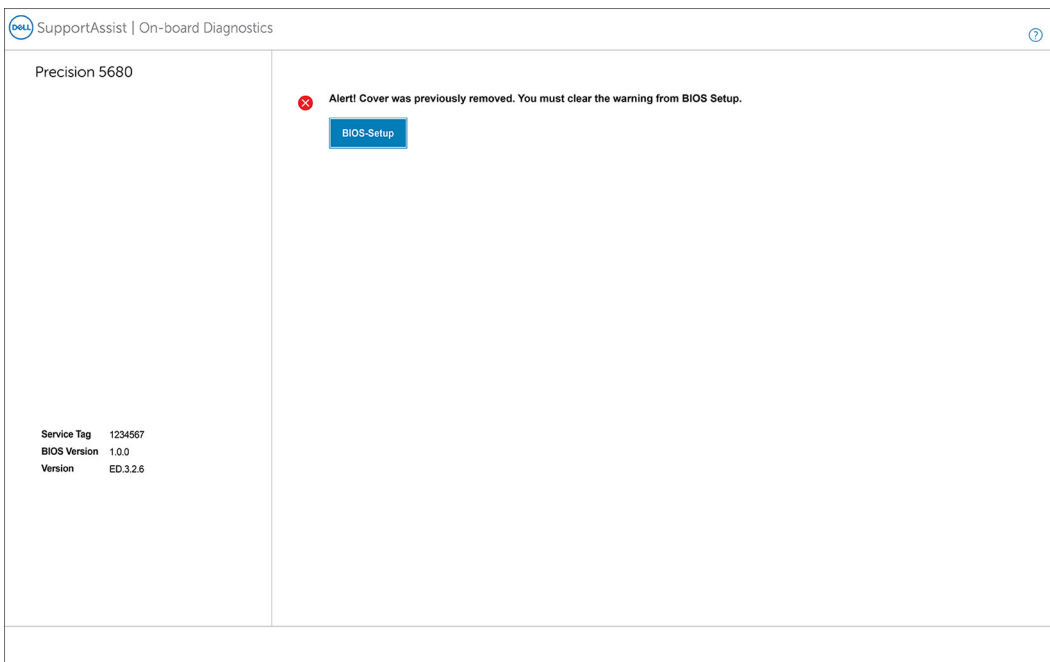 DELL SupportAssist | On-board Diagnostics
?
Precision 5680
Alert! Cover was previously removed. You must clear the warning from BIOS Setup.
BIOS-Setup
Service Tag 1234567
BIOS Version 1.0.0
Version ED.3.2.6